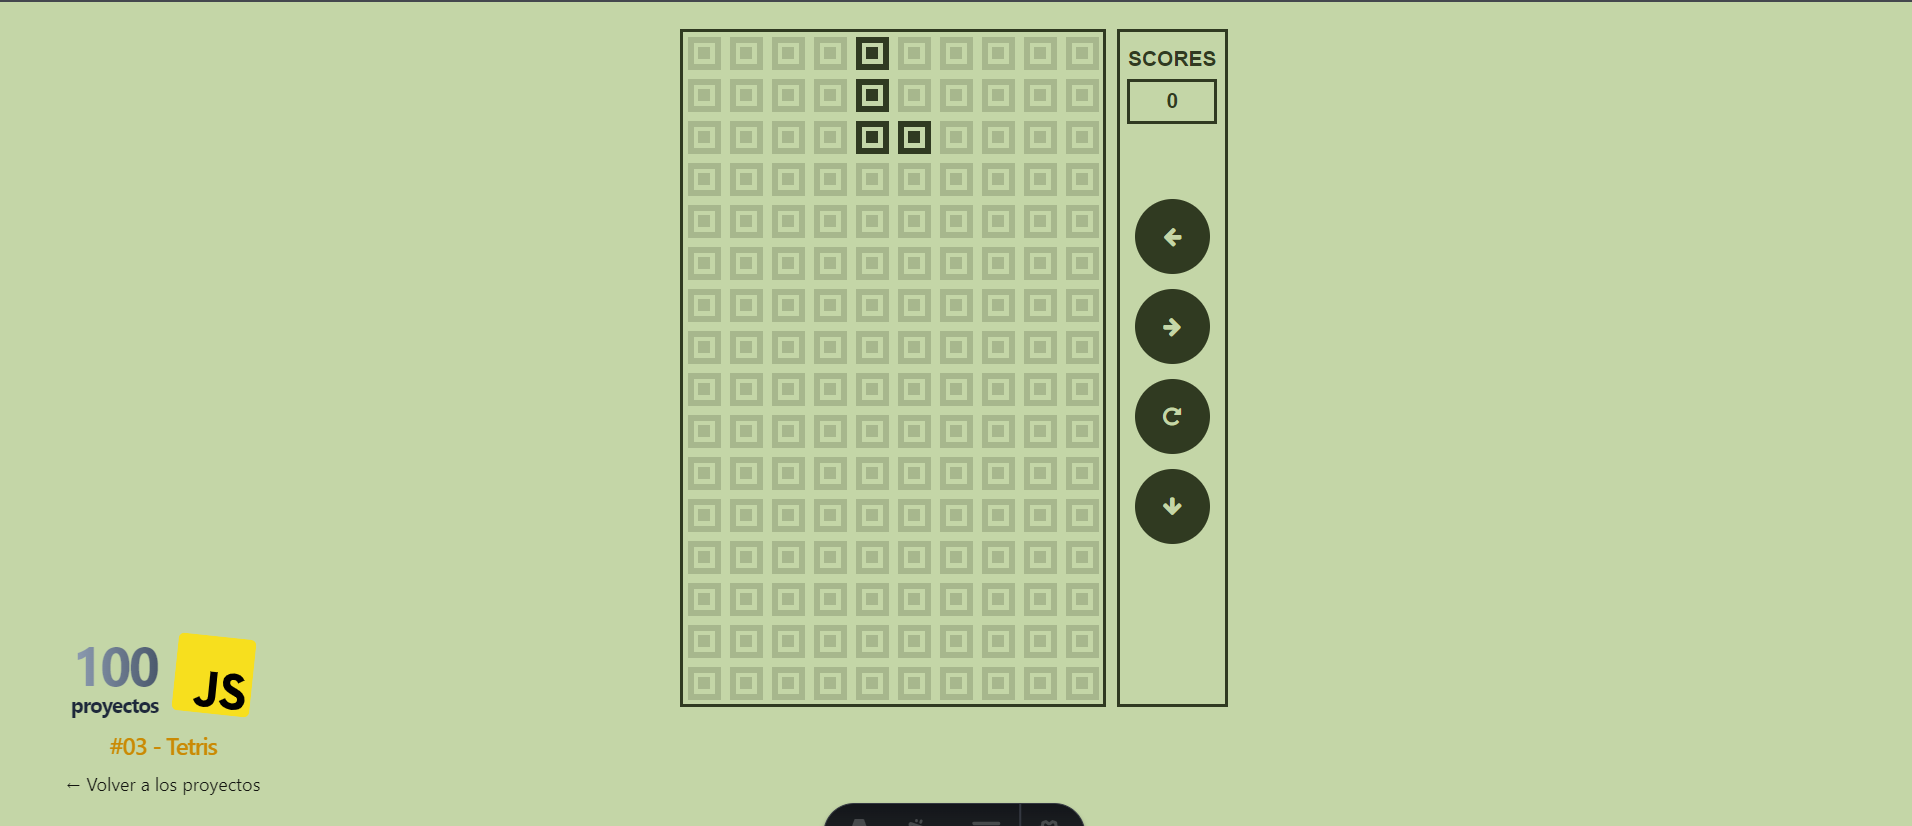 SCORES
0
100
proyectos
JS
#03 - Tetris
← Volver a los proyectos